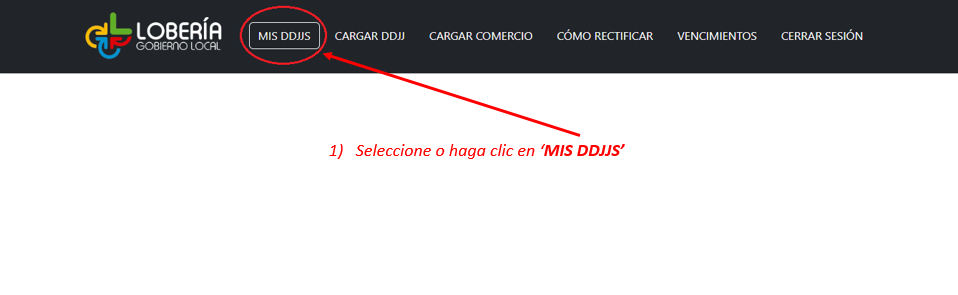 LOBERÍA
GOBIERNO LOCAL
MIS DDJJS CARGAR DDJJ CARGAR COMERCIO CÓMO RECTIFICAR VENCIMIENTOS CERRAR SESIÓN
1) Seleccione o haga clic en ‘MIS DDJJS’